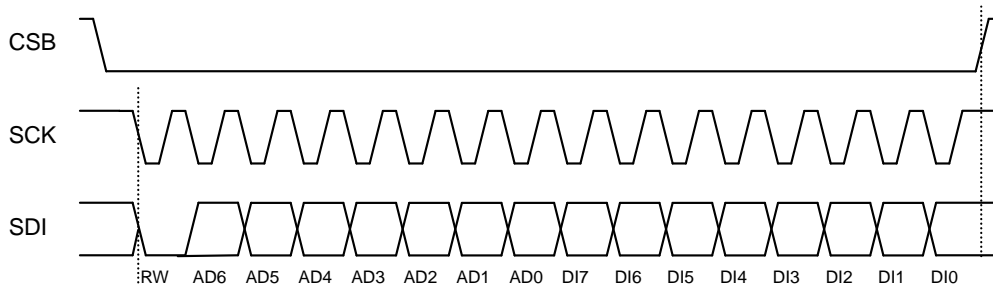 CSB
SCK
SDI
RW AD6 AD5 AD4 AD3 AD2 AD1 AD0 DI7 DI6 DI5 DI4 DI3 DI2 DI1 DI0